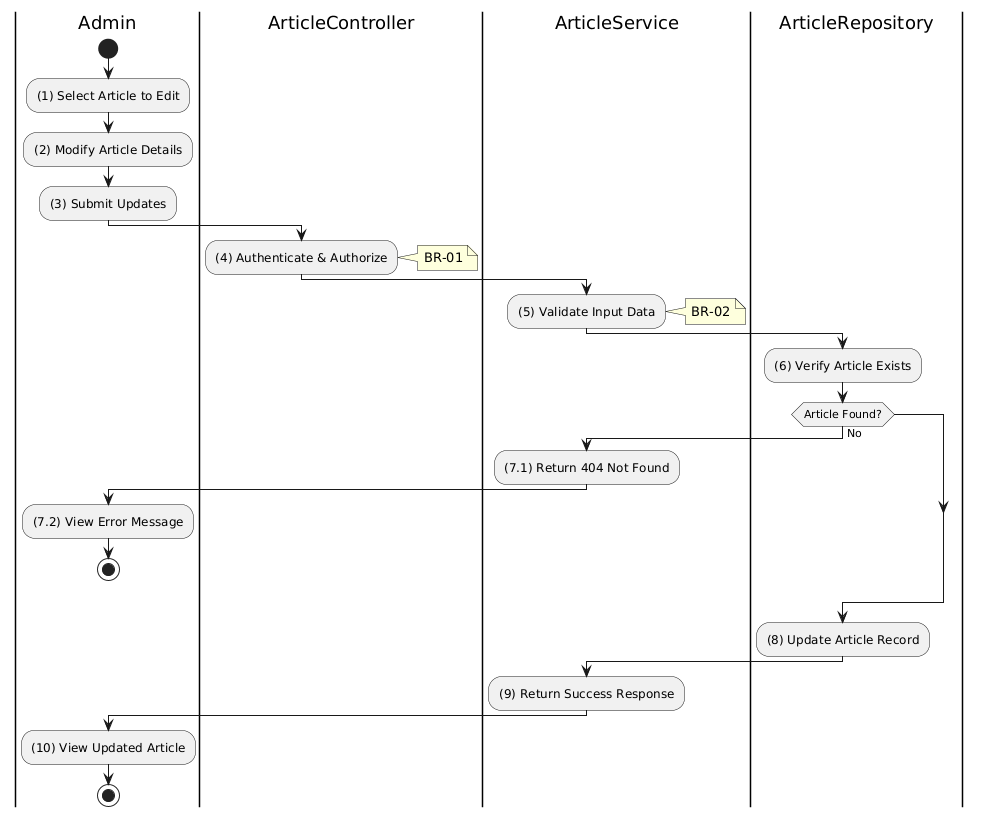 Admin
ArticleController
ArticleService
ArticleRepository
(1) Select Article to Edit
(2) Modify Article Details
(3) Submit Updates
(4) Authenticate & Authorize
BR-01
(5) Validate Input Data
BR-02
(6) Verify Article Exists
Article Found?
No
(7.1) Return 404 Not Found
(7.2) View Error Message
(8) Update Article Record
(9) Return Success Response
(10) View Updated Article